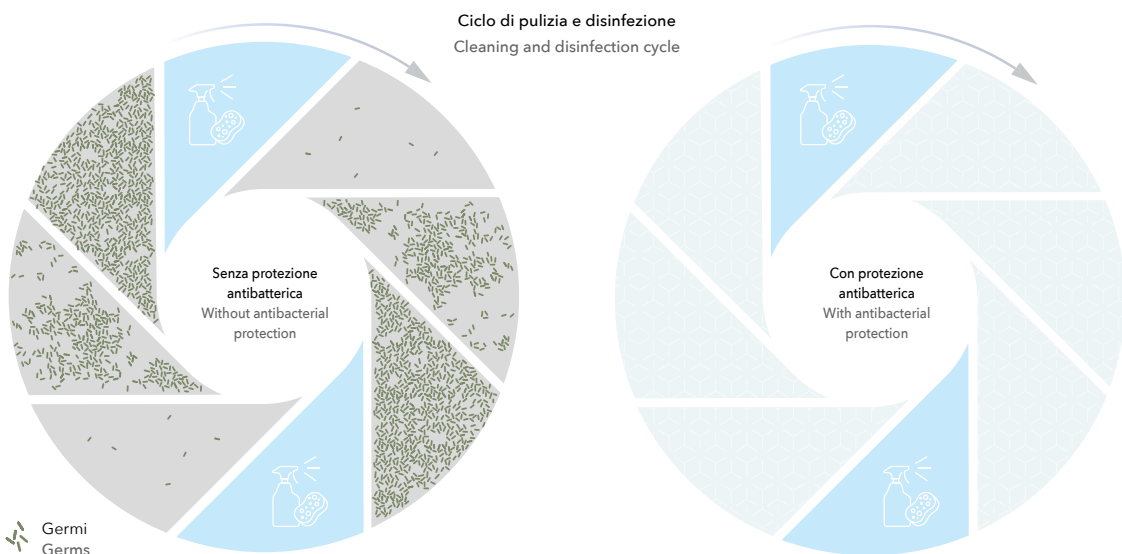 Ciclo di pulizia e disinfezione
Cleaning and disinfection cycle
Senza protezione
antibatterica
Without antibacterial
protection
Con protezione
antibatterica
With antibacterial
protection
Germi
Germs